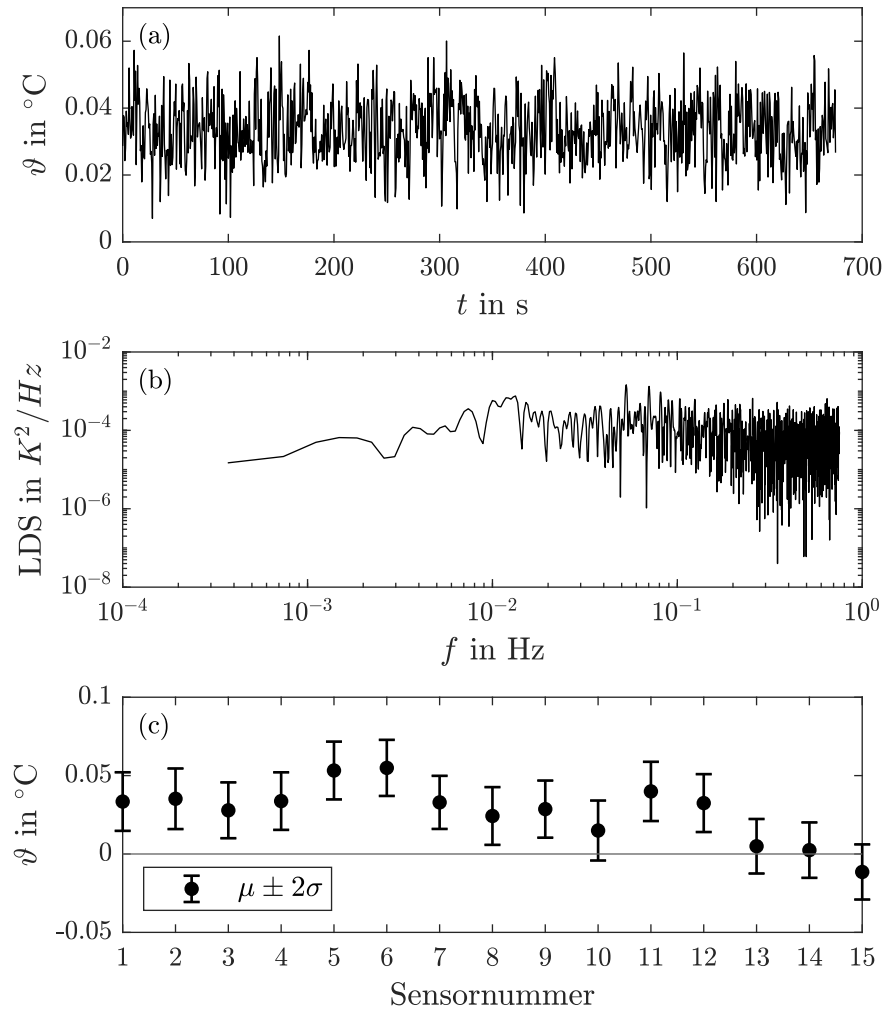 (a)
0.06
0.04
0.02
0
ϑ in °C
0 100 200 300 400 500 600 700
t in s
(b)
10⁻²
10⁻⁴
10⁻⁶
10⁻⁸
LDS in K²/Hz
10⁻⁴ 10⁻³ 10⁻² 10⁻¹ 10⁰
f in Hz
(c)
0.1
0.05
0
-0.05
ϑ in °C
μ ± 2σ
1 2 3 4 5 6 7 8 9 10 11 12 13 14 15
Sensornummer